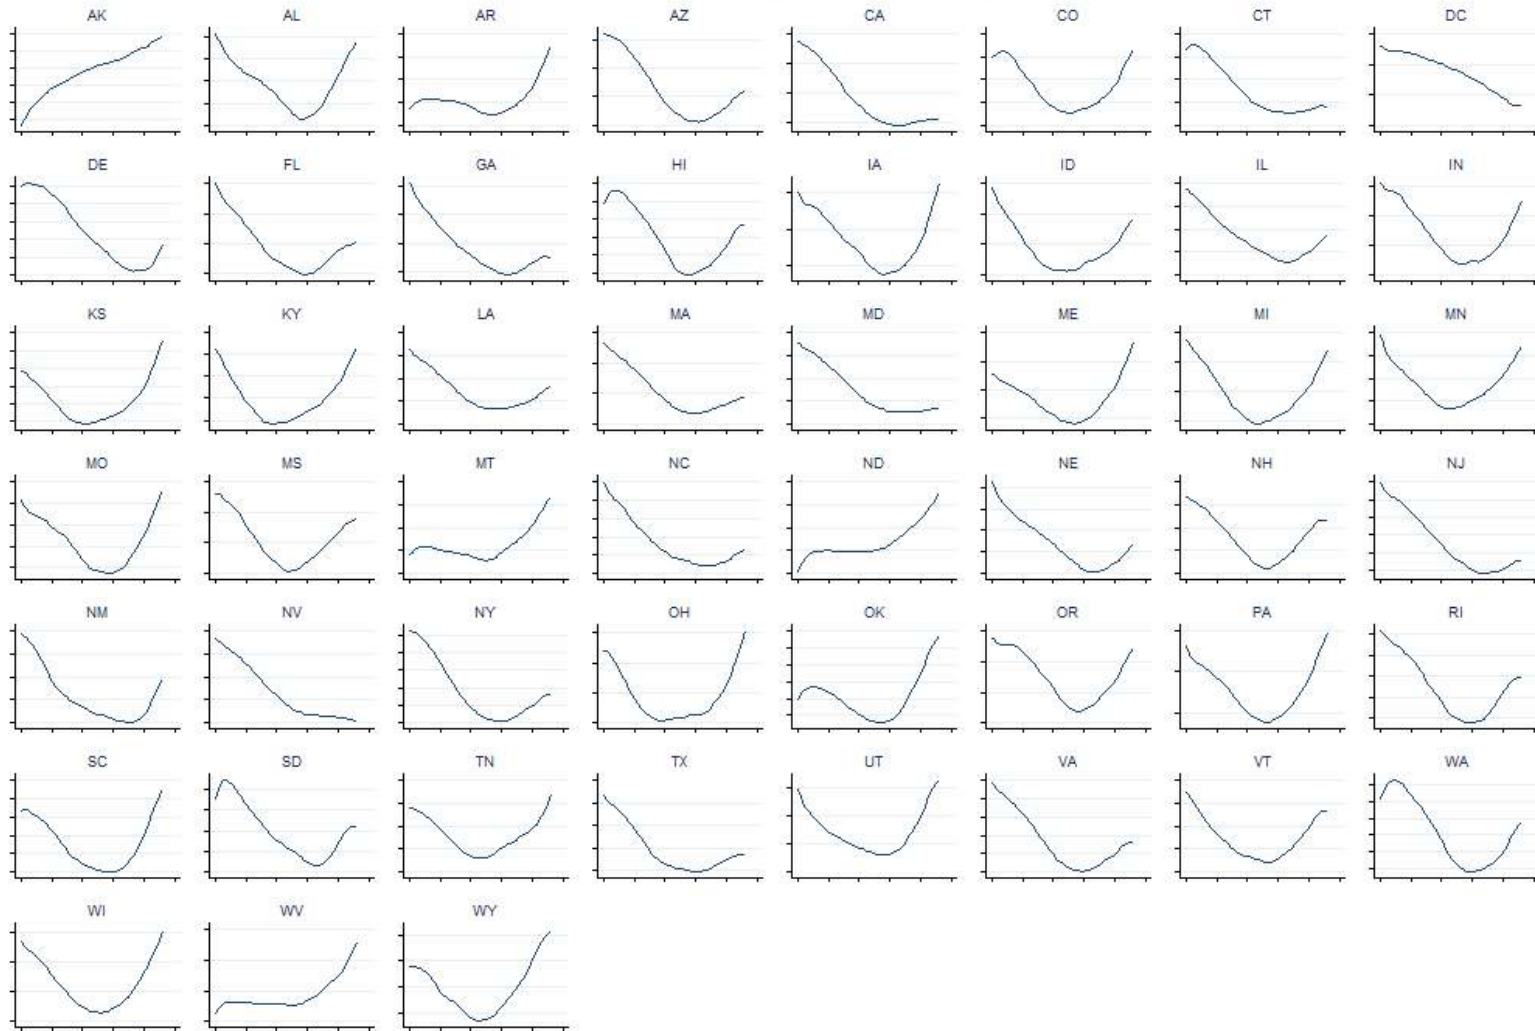 AK AL AR AZ CA CO CT DC
DE FL GA HI IA ID IL IN
KS KY LA MA MD ME MI MN
MO MS MT NC ND NE NH NJ
NM NV NY OH OK OR PA RI
SC SD TN TX UT VA VT WA
WI WV WY